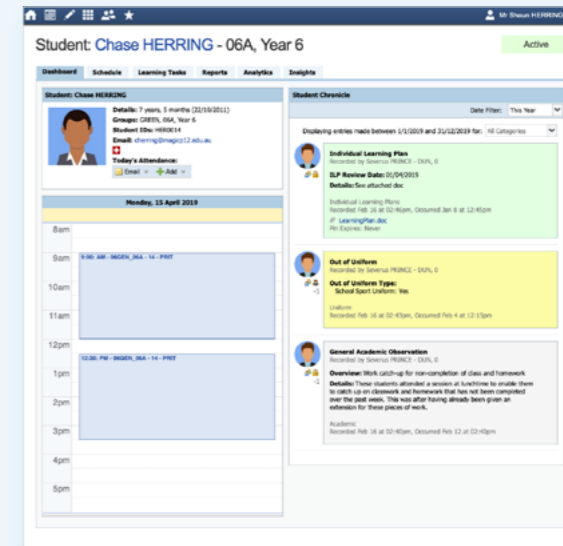 Mr Shaun HERRING
Student: Chase HERRING - 06A, Year 6
Active
Dashboard Schedule Learning Tasks Reports Analytics Insights
Student: Chase HERRING
Details: 7 years, 5 months (22/10/2011)
Groups: GREEN, 06A, Year 6
Student IDs: HER0014
Email: cherring@magicp12.edu.au
Today's Attendance:
Email Add
Monday, 15 April 2019
8am
9am
9:00: AM - 06GEN_06A - 14 - PRIT
10am
11am
12pm
12:20: PM - 06GEN_06A - 14 - PRIT
1pm
2pm
3pm
4pm
5pm
Student Chronicle
Date Filter: This Year
Displaying entries made between 1/1/2019 and 31/12/2019 for: All Categories
Individual Learning Plan
Recorded by Severus PRINCE - DUN, 0
ILP Review Date: 01/04/2019
Details: See attached doc
Individual Learning Plans
Recorded Feb 16 at 02:46pm, Occurred Jan 8 at 12:45pm
LearningPlan.doc
Pin Expires: Never
Out of Uniform
Recorded by Severus PRINCE - DUN, 0
-1
Out of Uniform Type:
School Sport Uniform: Yes
Uniform
Recorded Feb 16 at 02:43pm, Occurred Feb 4 at 12:15pm
General Academic Observation
Recorded by Severus PRINCE - DUN, 0
-1
Overview: Work catch-up for non-completion of class and homework
Details: These students attended a session at lunchtime to enable them
to catch up on classwork and homework that has not been completed
over the past week. This was after having already been given an
extension for these pieces of work.
Academic
Recorded Feb 16 at 02:40pm, Occurred Feb 12 at 02:40pm